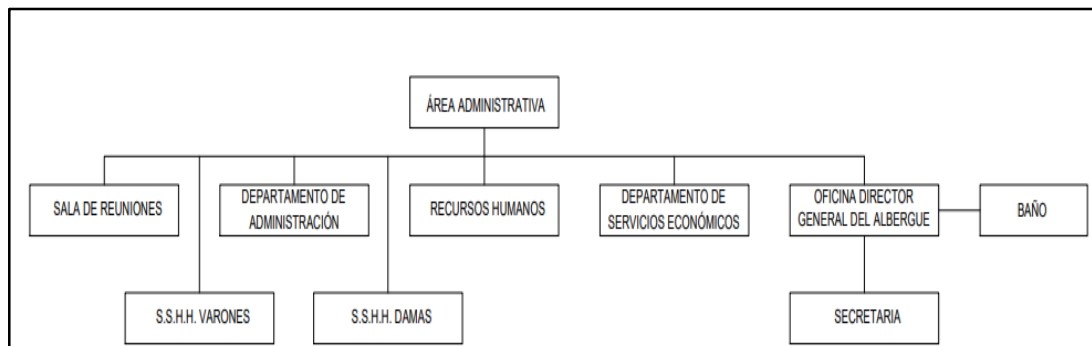 ÁREA ADMINISTRATIVA
SALA DE REUNIONES
DEPARTAMENTO DE
ADMINISTRACIÓN
RECURSOS HUMANOS
DEPARTAMENTO DE
SERVICIOS ECONÓMICOS
OFICINA DIRECTOR
GENERAL DEL ALBERGUE
BAÑO
S.S.H.H. VARONES
S.S.H.H. DAMAS
SECRETARIA